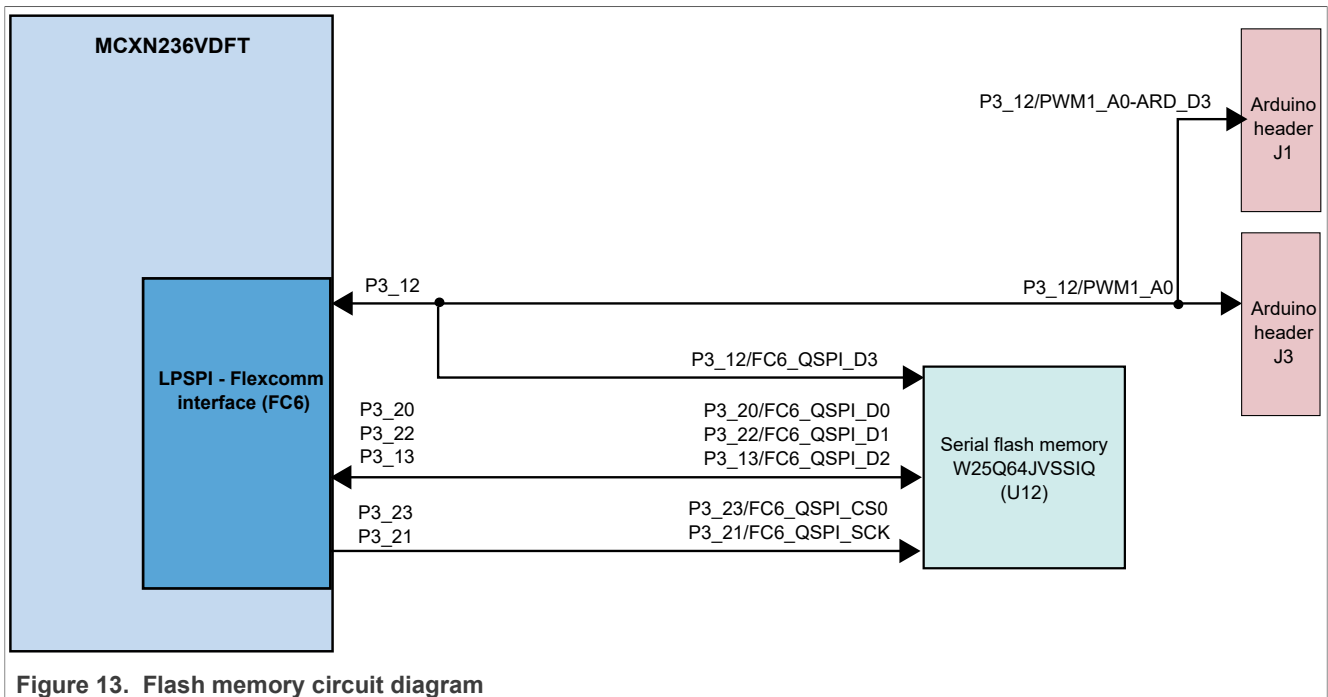 MCXN236VDFT
P3_12/PWM1_A0-ARD_D3
Arduino
header
J1
P3_12
P3_12/PWM1_A0
Arduino
header
J3
P3_12/FC6_QSPI_D3
LPSPI - Flexcomm
interface (FC6)
P3_20
P3_22
P3_13
P3_20/FC6_QSPI_D0
P3_22/FC6_QSPI_D1
P3_13/FC6_QSPI_D2
Serial flash memory
W25Q64JVSSIQ
(U12)
P3_23
P3_21
P3_23/FC6_QSPI_CS0
P3_21/FC6_QSPI_SCK
Figure 13. Flash memory circuit diagram